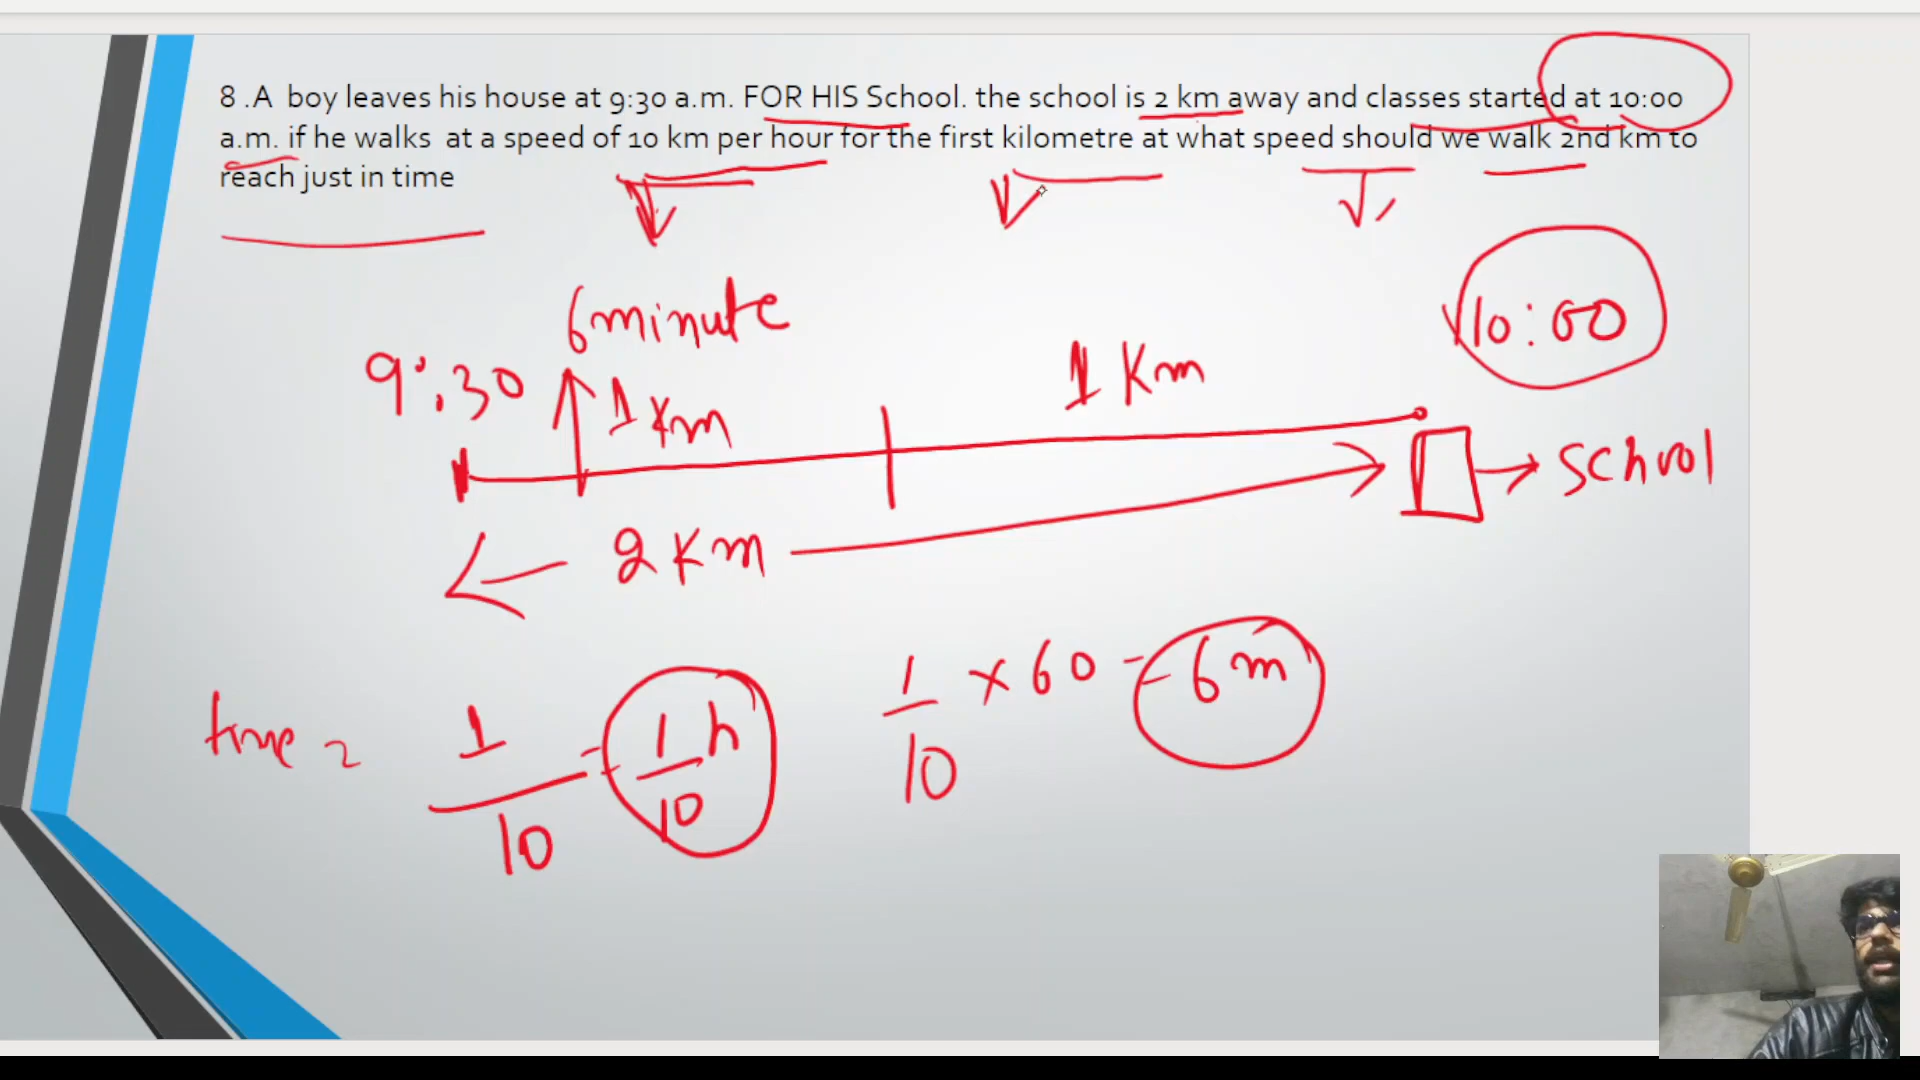 8 .A boy leaves his house at 9:30 a.m. FOR HIS School. the school is 2 km away and classes started at 10:00
a.m. if he walks at a speed of 10 km per hour for the first kilometre at what speed should we walk 2nd km to
reach just in time
6 minute
10:00
9:30
1 Km
1 Km
school
2 Km
time = 1/10 = 1/10 h
1/10 x 60 = 6 m